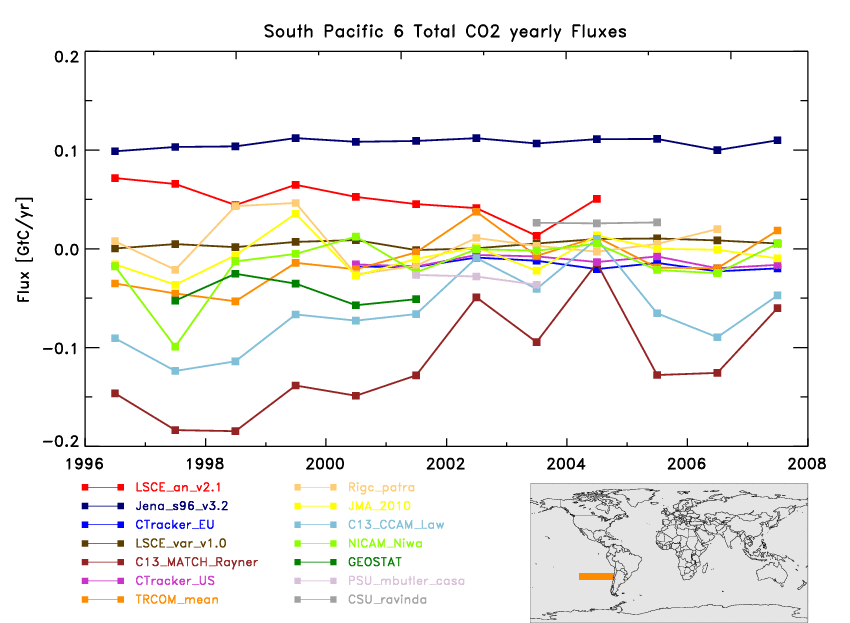 South Pacific 6 Total CO2 yearly Fluxes
0.2
0.1
0.0
-0.1
-0.2
Flux [GtC/yr]
1996 1998 2000 2002 2004 2006 2008
LSCE_an_v2.1
Jena_s96_v3.2
CTracker_EU
LSCE_var_v1.0
C13_MATCH_Rayner
CTracker_US
TRCOM_mean
Rigc_patra
JMA_2010
C13_CCAM_Law
NICAM_Niwa
GEOSTAT
PSU_mbutler_casa
CSU_ravinda